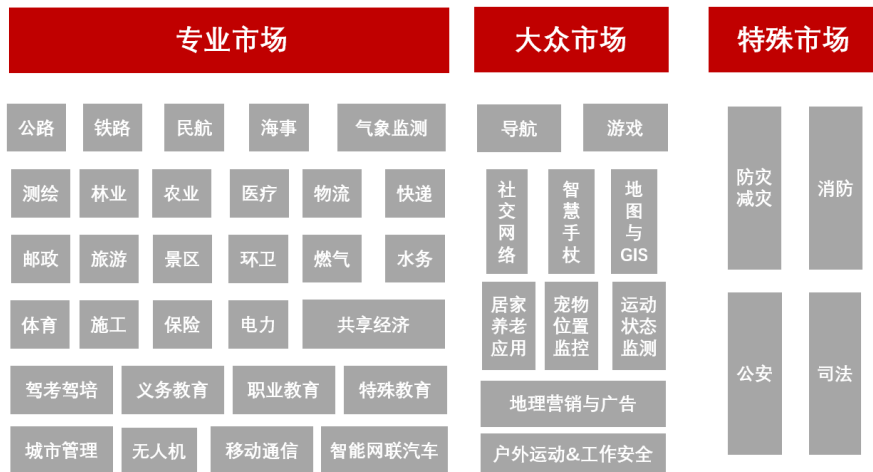 专业市场
大众市场
特殊市场
公路
铁路
民航
海事
气象监测
测绘
林业
农业
医疗
物流
快递
邮政
旅游
景区
环卫
燃气
水务
体育
施工
保险
电力
共享经济
驾考驾培
义务教育
职业教育
特殊教育
城市管理
无人机
移动通信
智能网联汽车
导航
游戏
社
交
网
络
智
慧
手
杖
地
图
与
GIS
居家
养老
应用
宠物
位置
监控
运动
状态
监测
地理营销与广告
户外运动&工作安全
防灾
减灾
消防
公安
司法